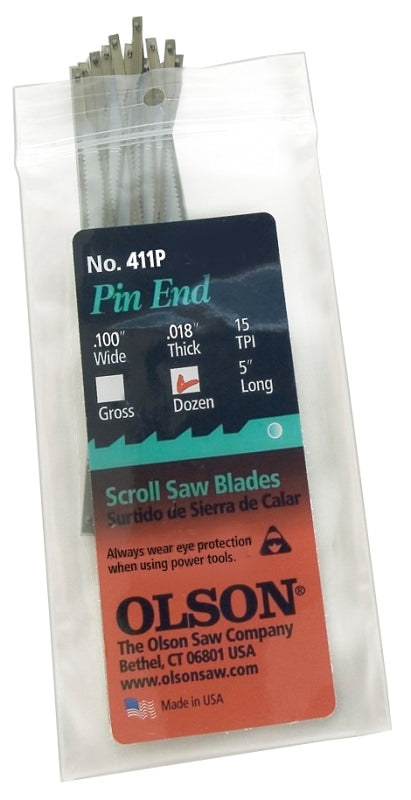 No. 411P
Pin End
.100" .018" 15
Wide Thick TPI
Gross Dozen 5" Long
Scroll Saw Blades
Surtido de Sierra de Calar
Always wear eye protection
when using power tools.
OLSON®
The Olson Saw Company
Bethel, CT 06801 USA
www.olsonsaw.com
Made in USA